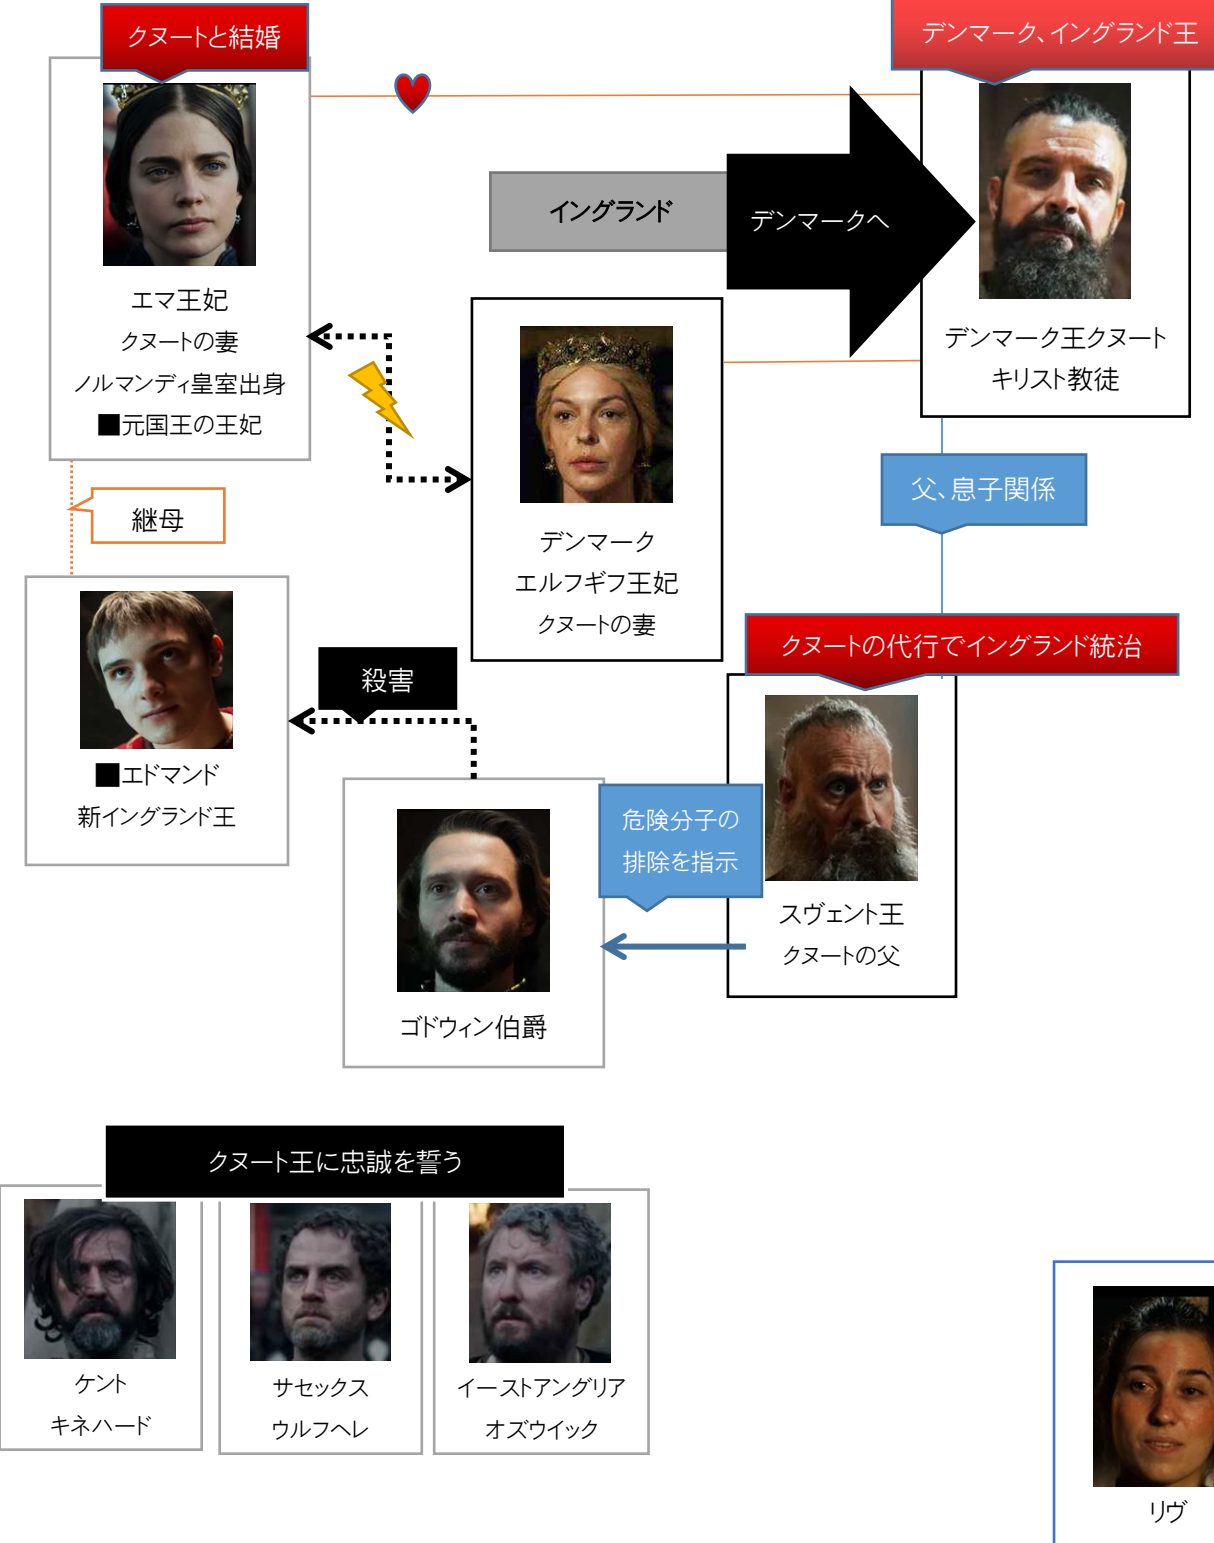 クヌートと結婚
デンマーク、イングランド王
イングランド
デンマークへ
エマ王妃
クヌートの妻
ノルマンディ皇室出身
■元国王の王妃
デンマーク王クヌート
キリスト教徒
継母
父、息子関係
デンマーク
エルフギフ王妃
クヌートの妻
クヌートの代行でイングランド統治
殺害
■エドマンド
新イングランド王
危険分子の
排除を指示
スヴェント王
クヌートの父
ゴドウィン伯爵
クヌート王に忠誠を誓う
ケント
キネハード
サセックス
ウルフヘレ
イーストアングリア
オズウイック
リヴ